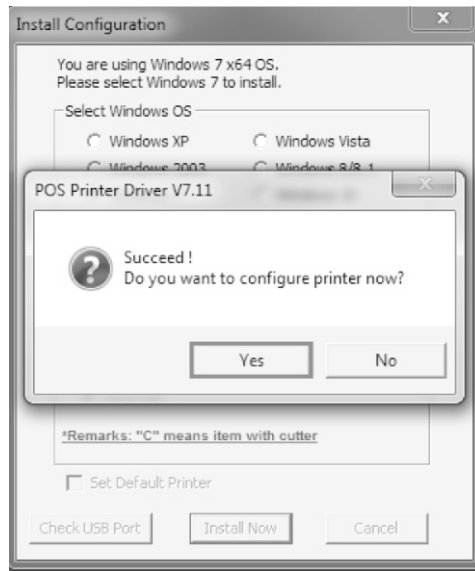 Install Configuration
x
You are using Windows 7 x64 OS.
Please select Windows 7 to install.
Select Windows OS
Windows XP
Windows Vista
Windows 2003
Windows 8/8.1
POS Printer Driver V7.11
x
Succeed !
Do you want to configure printer now?
Yes
No
*Remarks: "C" means item with cutter
Set Default Printer
Check USB Port
Install Now
Cancel